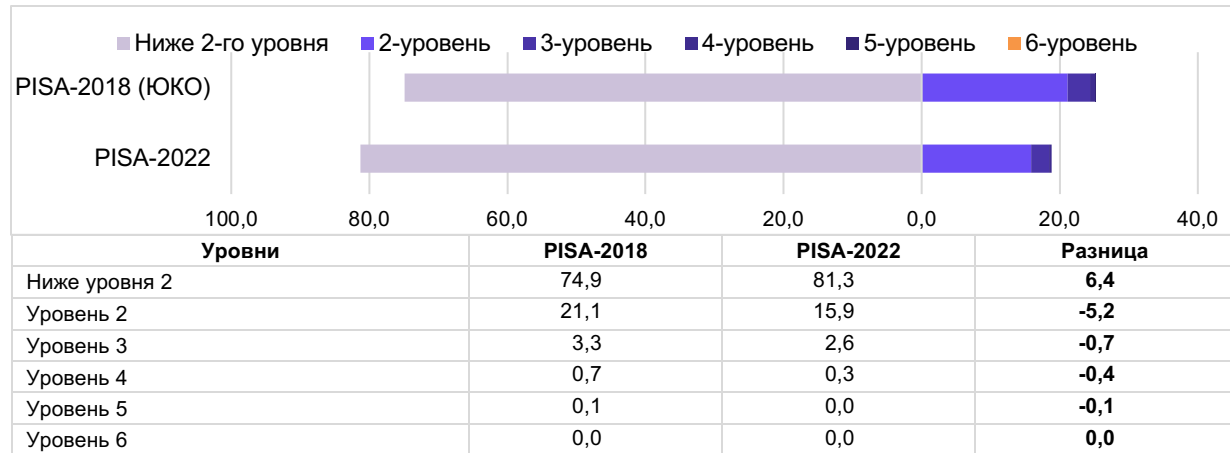 Ниже 2-го уровня 2-уровень 3-уровень 4-уровень 5-уровень 6-уровень
PISA-2018 (ЮКО)
PISA-2022
100,0 80,0 60,0 40,0 20,0 0,0 20,0 40,0
Уровни PISA-2018 PISA-2022 Разница
Ниже уровня 2 74,9 81,3 6,4
Уровень 2 21,1 15,9 -5,2
Уровень 3 3,3 2,6 -0,7
Уровень 4 0,7 0,3 -0,4
Уровень 5 0,1 0,0 -0,1
Уровень 6 0,0 0,0 0,0